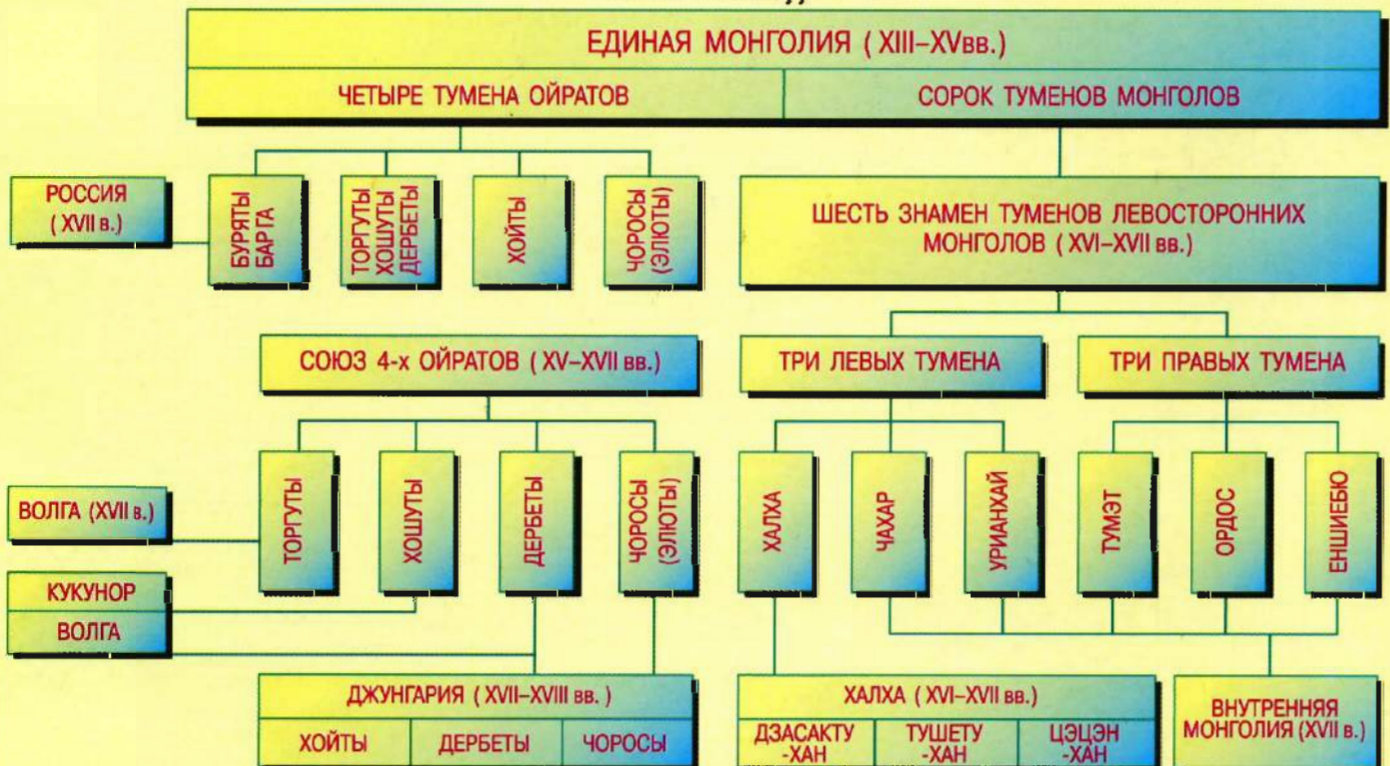 ЕДИНАЯ МОНГОЛИЯ ( XIII–XVвв.)
ЧЕТЫРЕ ТУМЕНА ОЙРАТОВ
СОРОК ТУМЕНОВ МОНГОЛОВ
РОССИЯ
( XVII в.)
БУРЯТЫ
БАРГА
ТОРГУТЫ
ХОШУТЫ
ДЕРБЕТЫ
ХОЙТЫ
ЧОРОСЫ
(ЭЛЮТЫ)
ШЕСТЬ ЗНАМЕН ТУМЕНОВ ЛЕВОСТОРОННИХ
МОНГОЛОВ ( XVI–XVII вв.)
СОЮЗ 4-х ОЙРАТОВ ( XV–XVII вв.)
ТРИ ЛЕВЫХ ТУМЕНА
ТРИ ПРАВЫХ ТУМЕНА
ВОЛГА (XVII в.)
ТОРГУТЫ
ХОШУТЫ
ДЕРБЕТЫ
ЧОРОСЫ
(ЭЛЮТЫ)
ХАЛХА
ЧАХАР
УРИАНХАЙ
ТУМЭТ
ОРДОС
ЕНШИЕБЮ
КУКУНОР
ВОЛГА
ДЖУНГАРИЯ ( XVII–XVIII вв. )
ХОЙТЫ
ДЕРБЕТЫ
ЧОРОСЫ
ХАЛХА ( XVI–XVII вв.)
ДЗАСАКТУ
-ХАН
ТУШЕТУ
-ХАН
ЦЭЦЭН
-ХАН
ВНУТРЕННЯЯ
МОНГОЛИЯ (XVII в.)